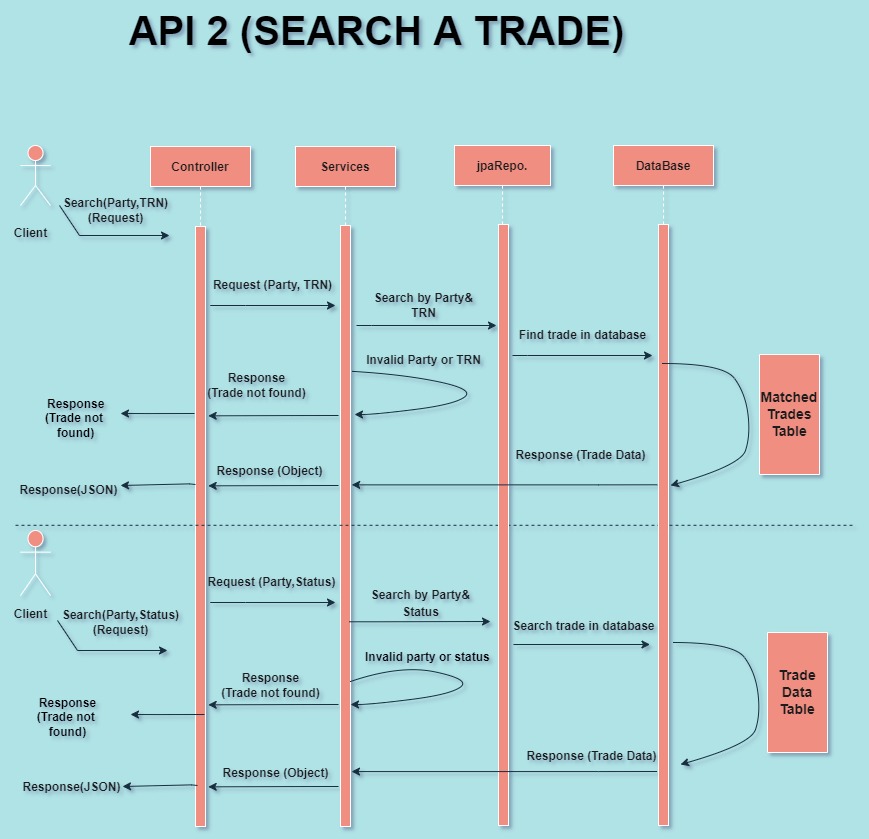 API 2 (SEARCH A TRADE)
Controller
Services
jpaRepo.
DataBase
Client
Search(Party,TRN)
(Request)
Request (Party, TRN)
Search by Party&
TRN
Find trade in database
Invalid Party or TRN
Response
(Trade not found)
Response
(Trade not
found)
Matched
Trades
Table
Response (Trade Data)
Response (Object)
Response(JSON)
Client
Search(Party,Status)
(Request)
Request (Party,Status)
Search by Party&
Status
Search trade in database
Invalid party or status
Response
(Trade not found)
Response
(Trade not
found)
Trade
Data
Table
Response (Trade Data)
Response (Object)
Response(JSON)